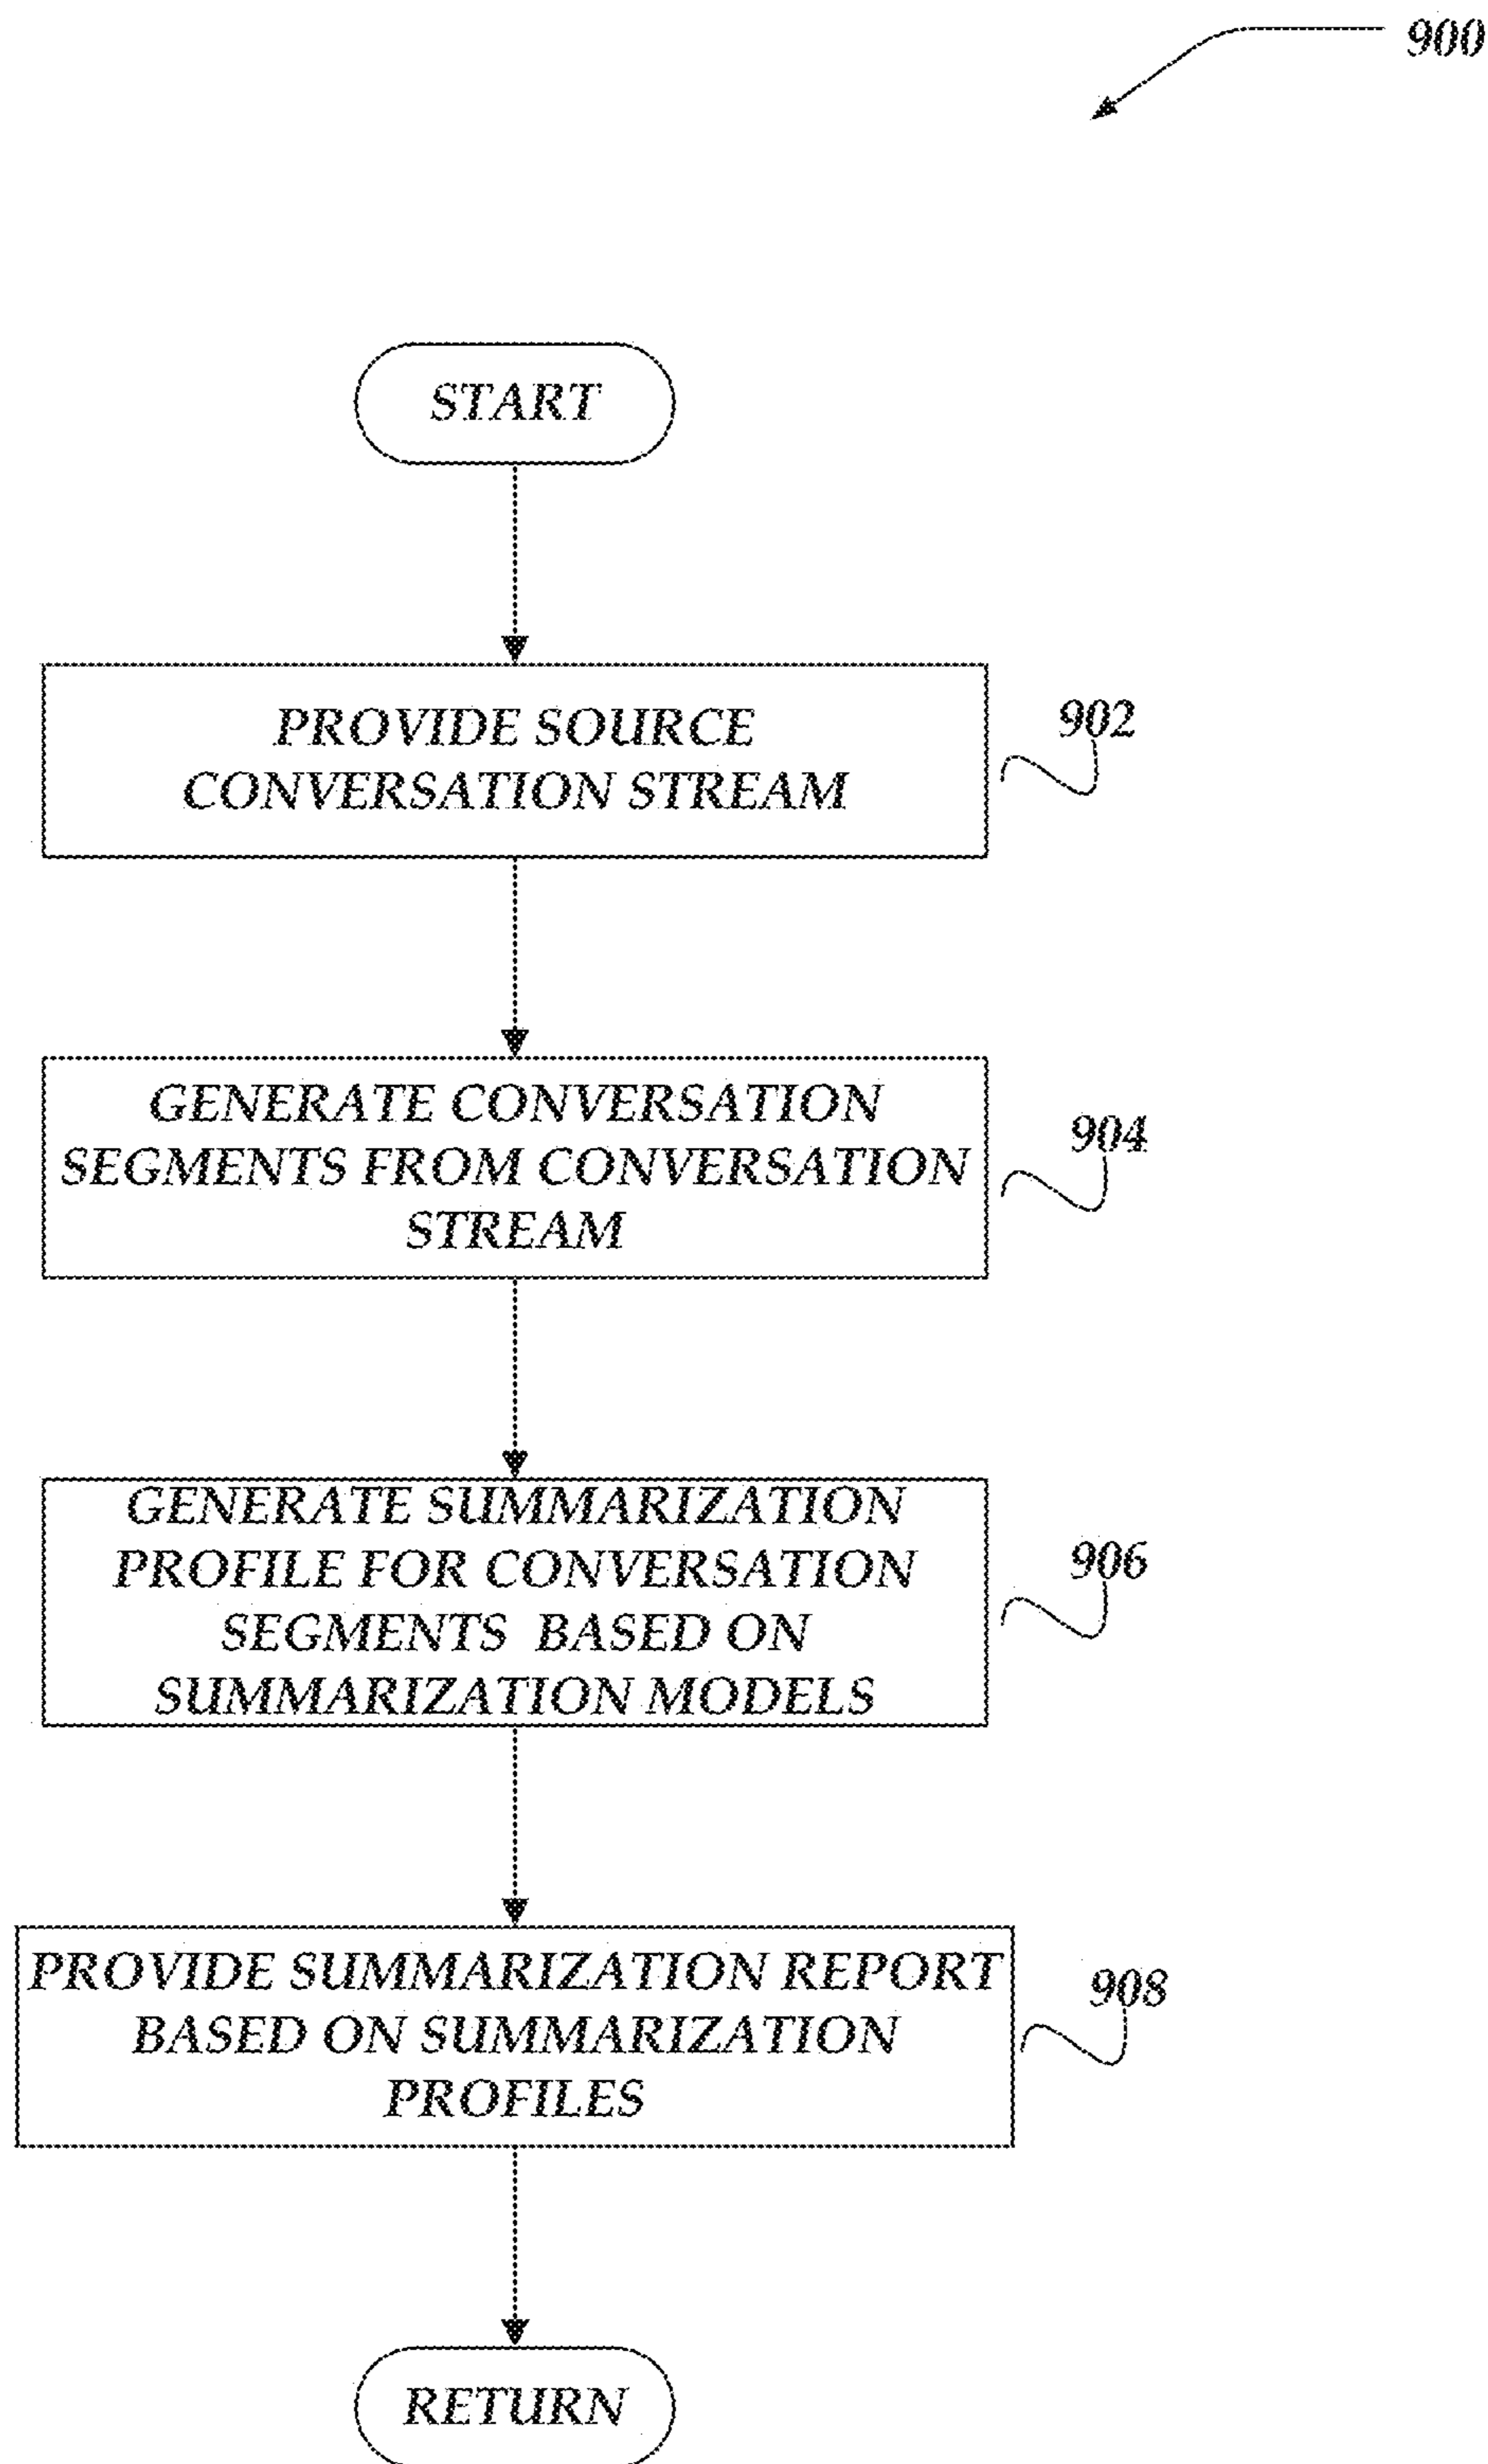 900
START
PROVIDE SOURCE
CONVERSATION STREAM
902
GENERATE CONVERSATION
SEGMENTS FROM CONVERSATION
STREAM
904
GENERATE SUMMARIZATION
PROFILE FOR CONVERSATION
SEGMENTS BASED ON
SUMMARIZATION MODELS
906
PROVIDE SUMMARIZATION REPORT
BASED ON SUMMARIZATION
PROFILES
908
RETURN